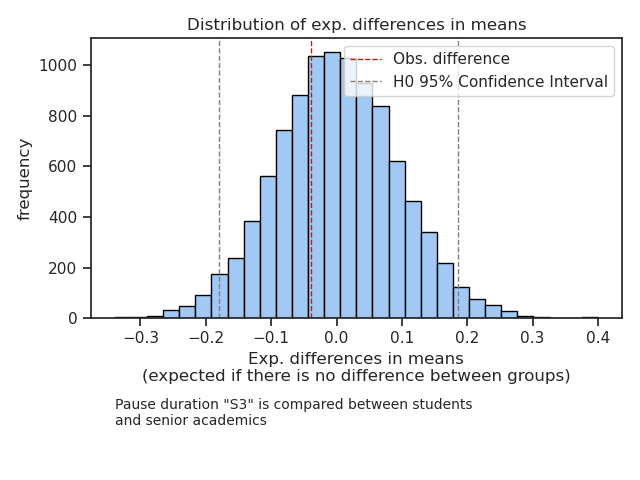 Distribution of exp. differences in means
Obs. difference
H0 95% Confidence Interval
frequency
1000
800
600
400
200
0
−0.3 −0.2 −0.1 0.0 0.1 0.2 0.3 0.4
Exp. differences in means
(expected if there is no difference between groups)
Pause duration "S3" is compared between students
and senior academics